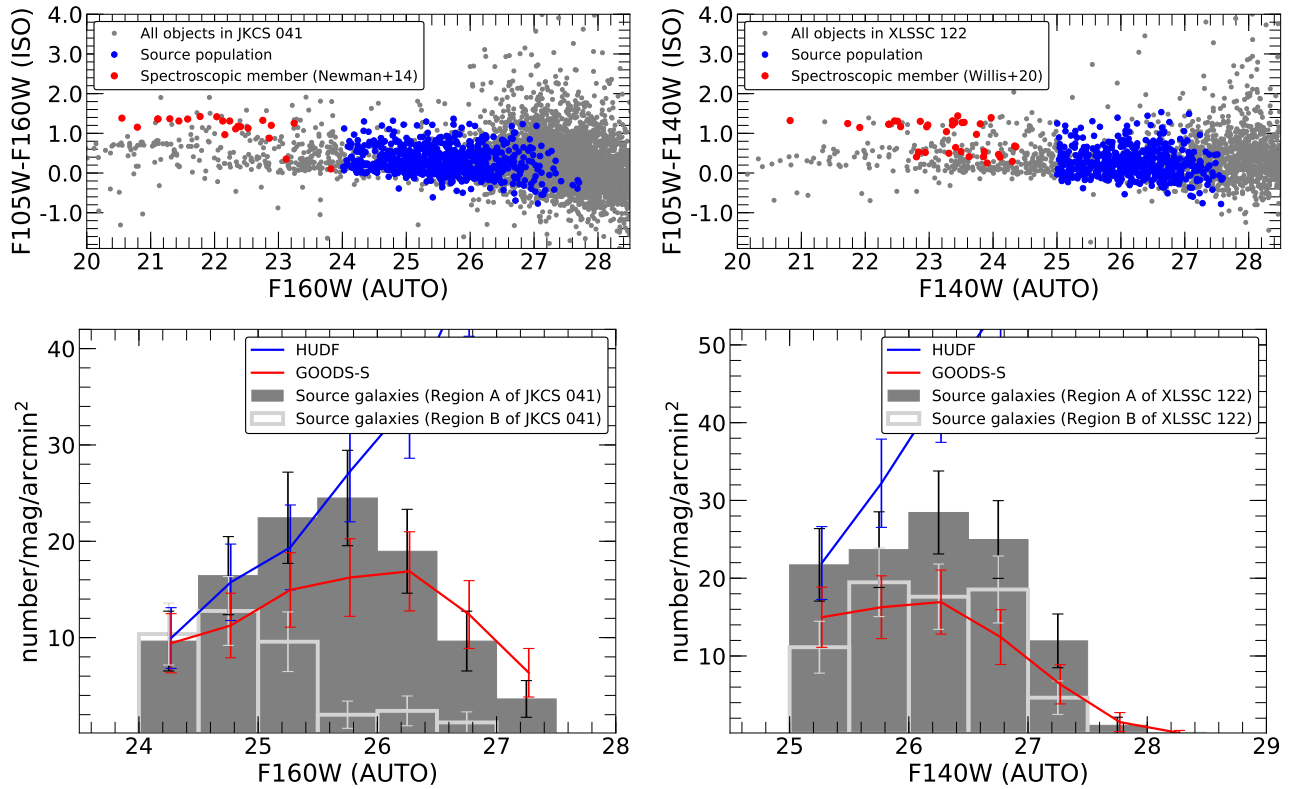 4.0
3.0
2.0
1.0
0.0
-1.0
F105W-F160W (ISO)
All objects in JKCS 041
Source population
Spectroscopic member (Newman+14)
20 21 22 23 24 25 26 27 28
F160W (AUTO)
4.0
3.0
2.0
1.0
0.0
-1.0
F105W-F140W (ISO)
All objects in XLSSC 122
Source population
Spectroscopic member (Willis+20)
20 21 22 23 24 25 26 27 28
F140W (AUTO)
40
30
20
10
number/mag/arcmin²
HUDF
GOODS-S
Source galaxies (Region A of JKCS 041)
Source galaxies (Region B of JKCS 041)
24 25 26 27 28
F160W (AUTO)
50
40
30
20
10
number/mag/arcmin²
HUDF
GOODS-S
Source galaxies (Region A of XLSSC 122)
Source galaxies (Region B of XLSSC 122)
25 26 27 28 29
F140W (AUTO)